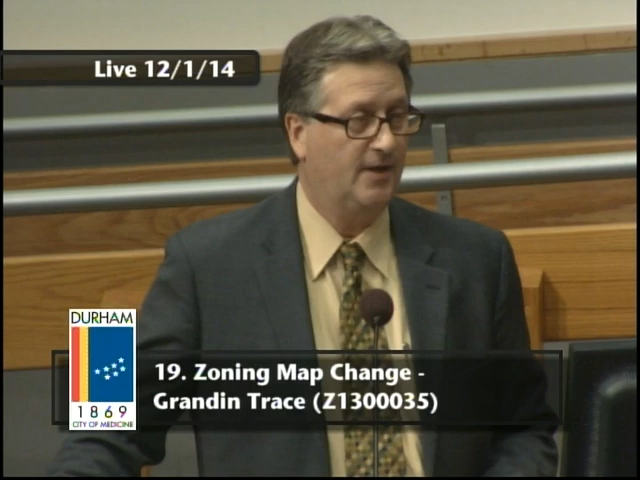 Live 12/1/14
DURHAM
1869
CITY OF MEDICINE
19. Zoning Map Change -
Grandin Trace (Z1300035)